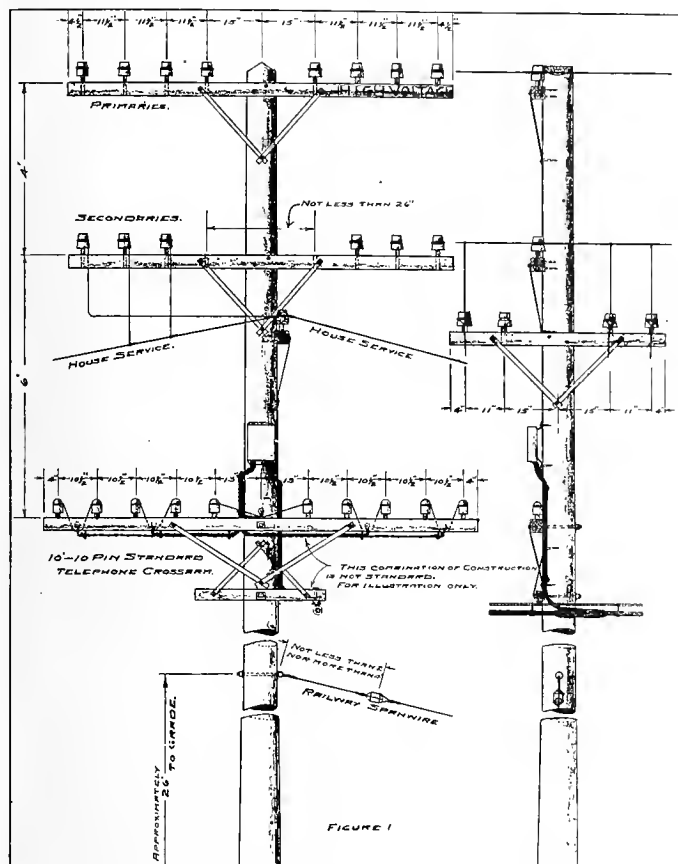 4½" 11½" 11½" 11½" 15" 15" 11½" 11½" 11½" 4½"
HIGH VOLTAGE
PRIMARIES.
4'
NOT LESS THAN 26"
SECONDARIES.
HOUSE SERVICE.
HOUSE SERVICE
4" 11" 15" 15" 11" 4"
6'
4" 10½" 10½" 10½" 10½" 15" 15" 10½" 10½" 10½" 10½" 4"
10'-10 PIN STANDARD
TELEPHONE CROSSARM.
THIS COMBINATION OF CONSTRUCTION
IS NOT STANDARD.
FOR ILLUSTRATION ONLY.
NOT LESS THAN
NOR MORE THAN
RAILWAY SPANWIRE
APPROXIMATELY
26' TO GRADE.
FIGURE 1